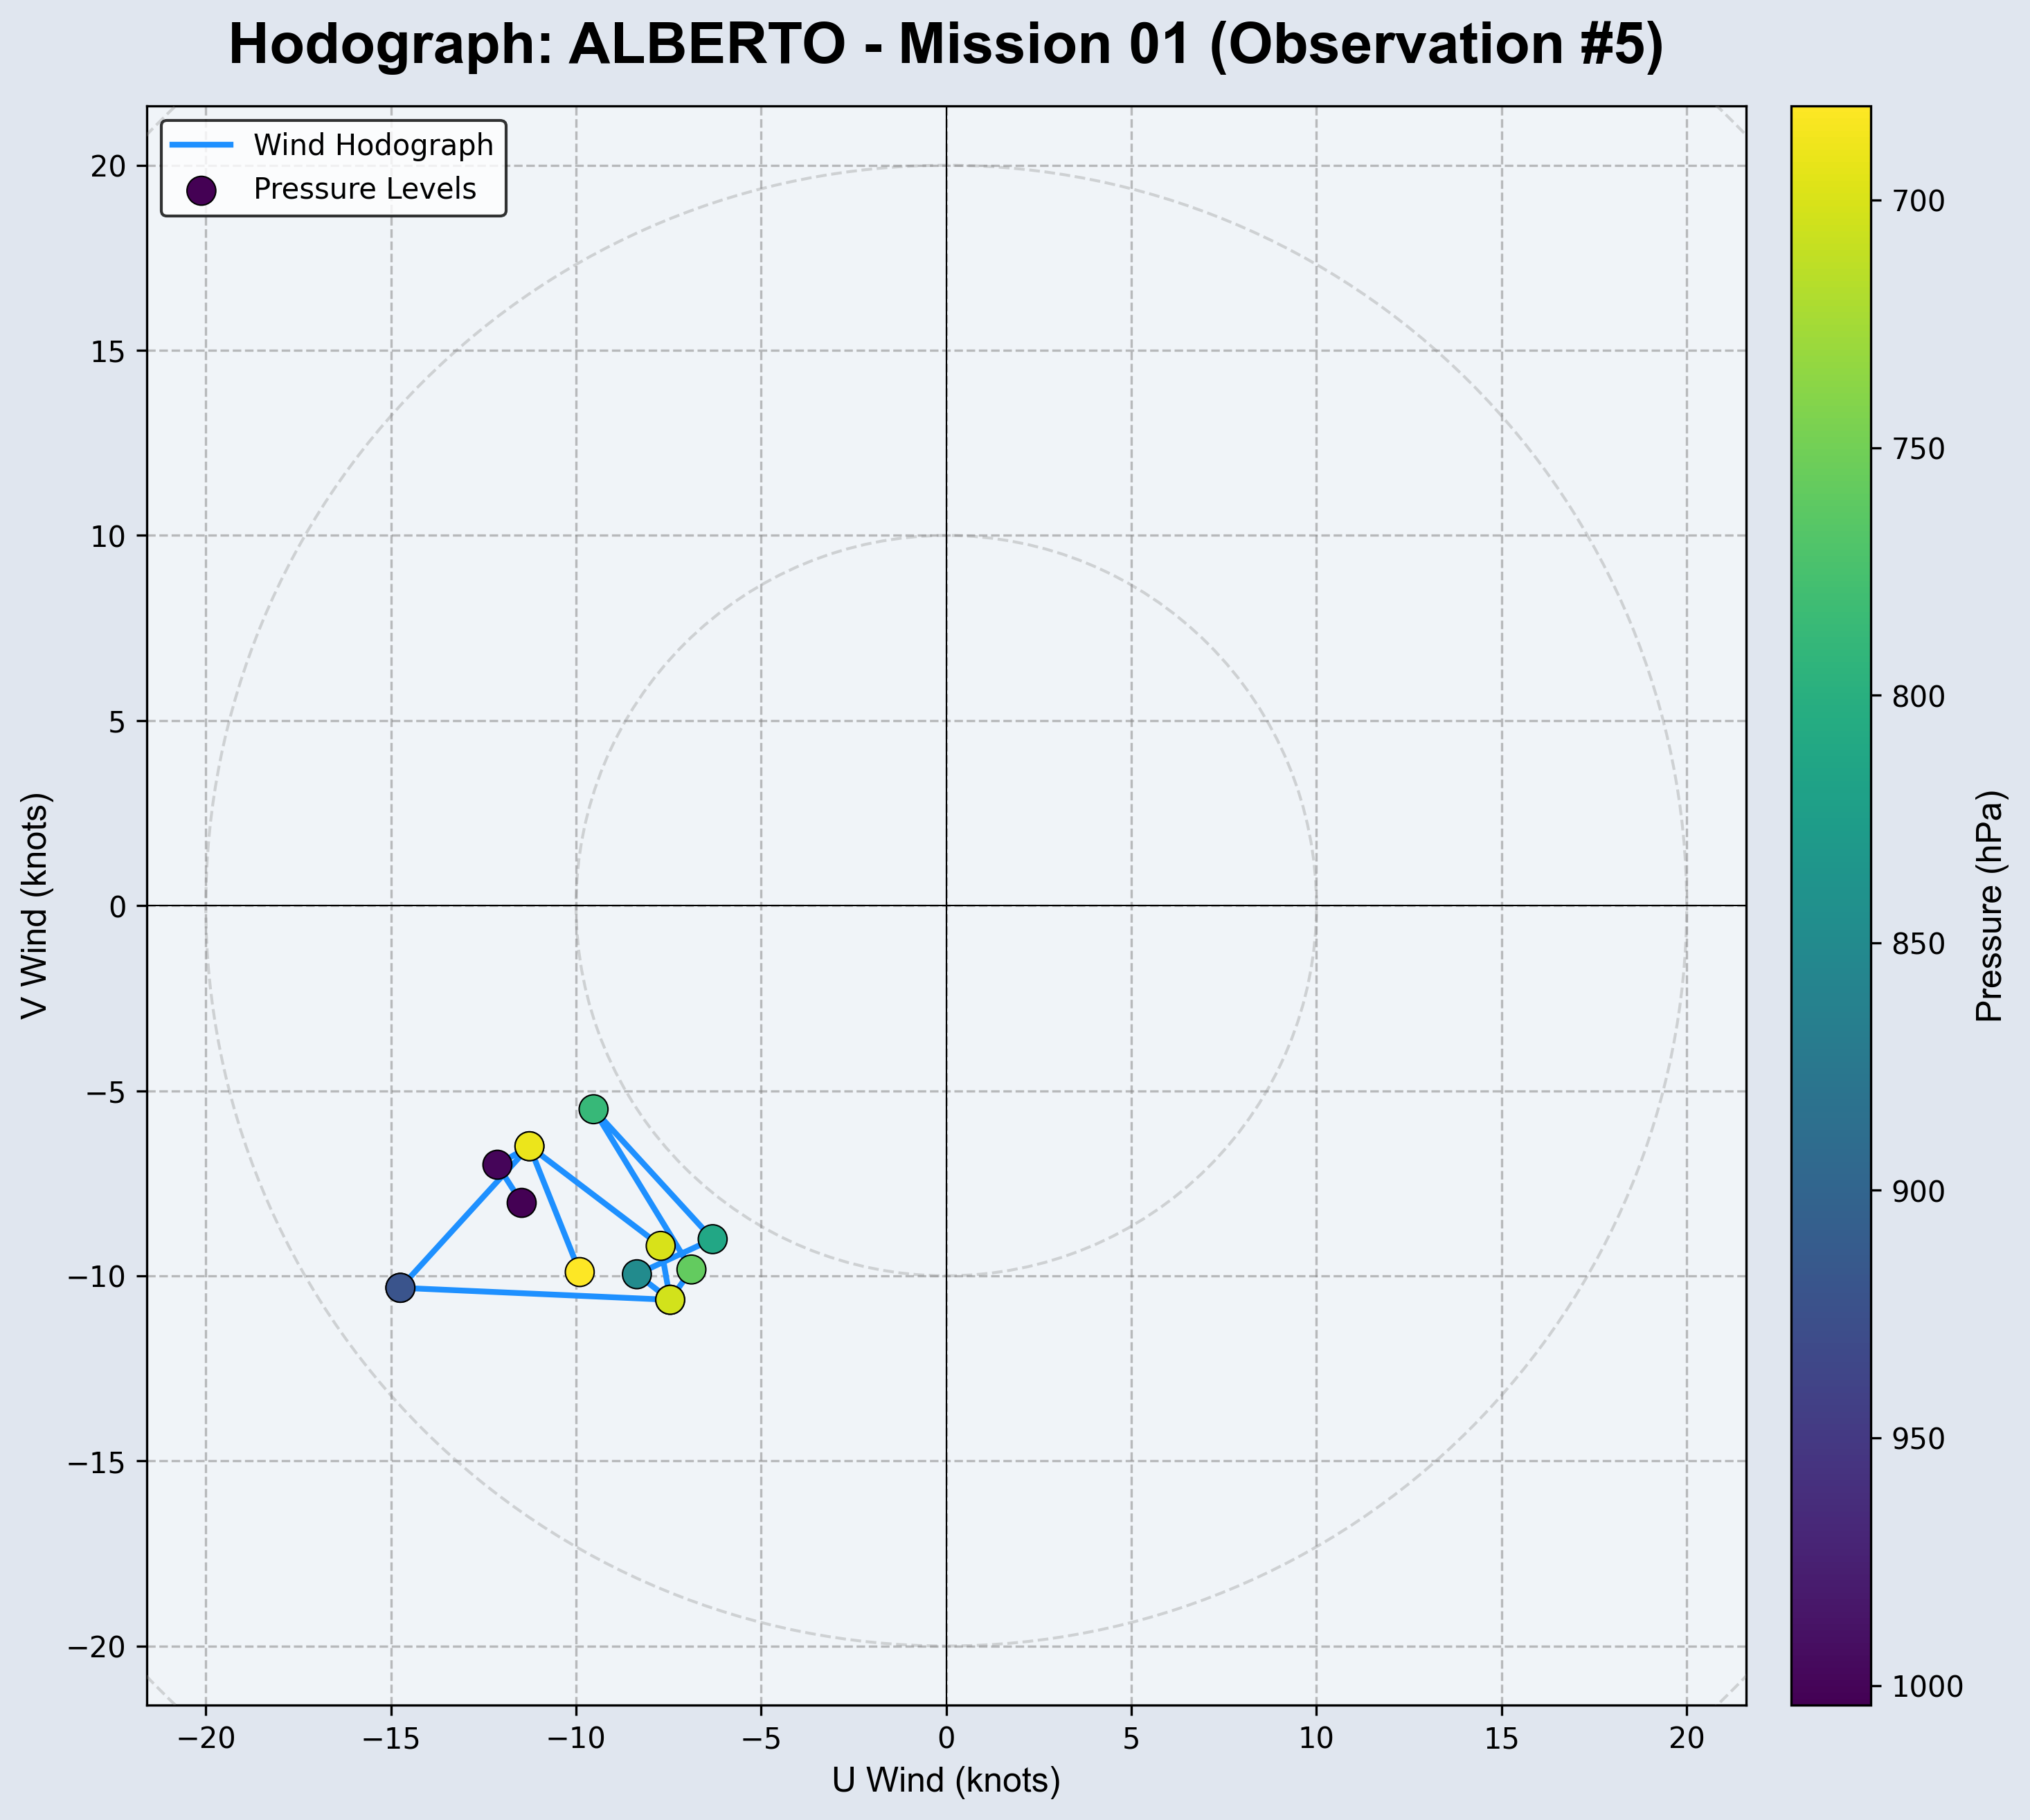 Hodograph: ALBERTO - Mission 01 (Observation #5)
Wind Hodograph
Pressure Levels
20
15
10
5
0
−5
−10
−15
−20
V Wind (knots)
−20 −15 −10 −5 0 5 10 15 20
U Wind (knots)
700
750
800
850
900
950
1000
Pressure (hPa)